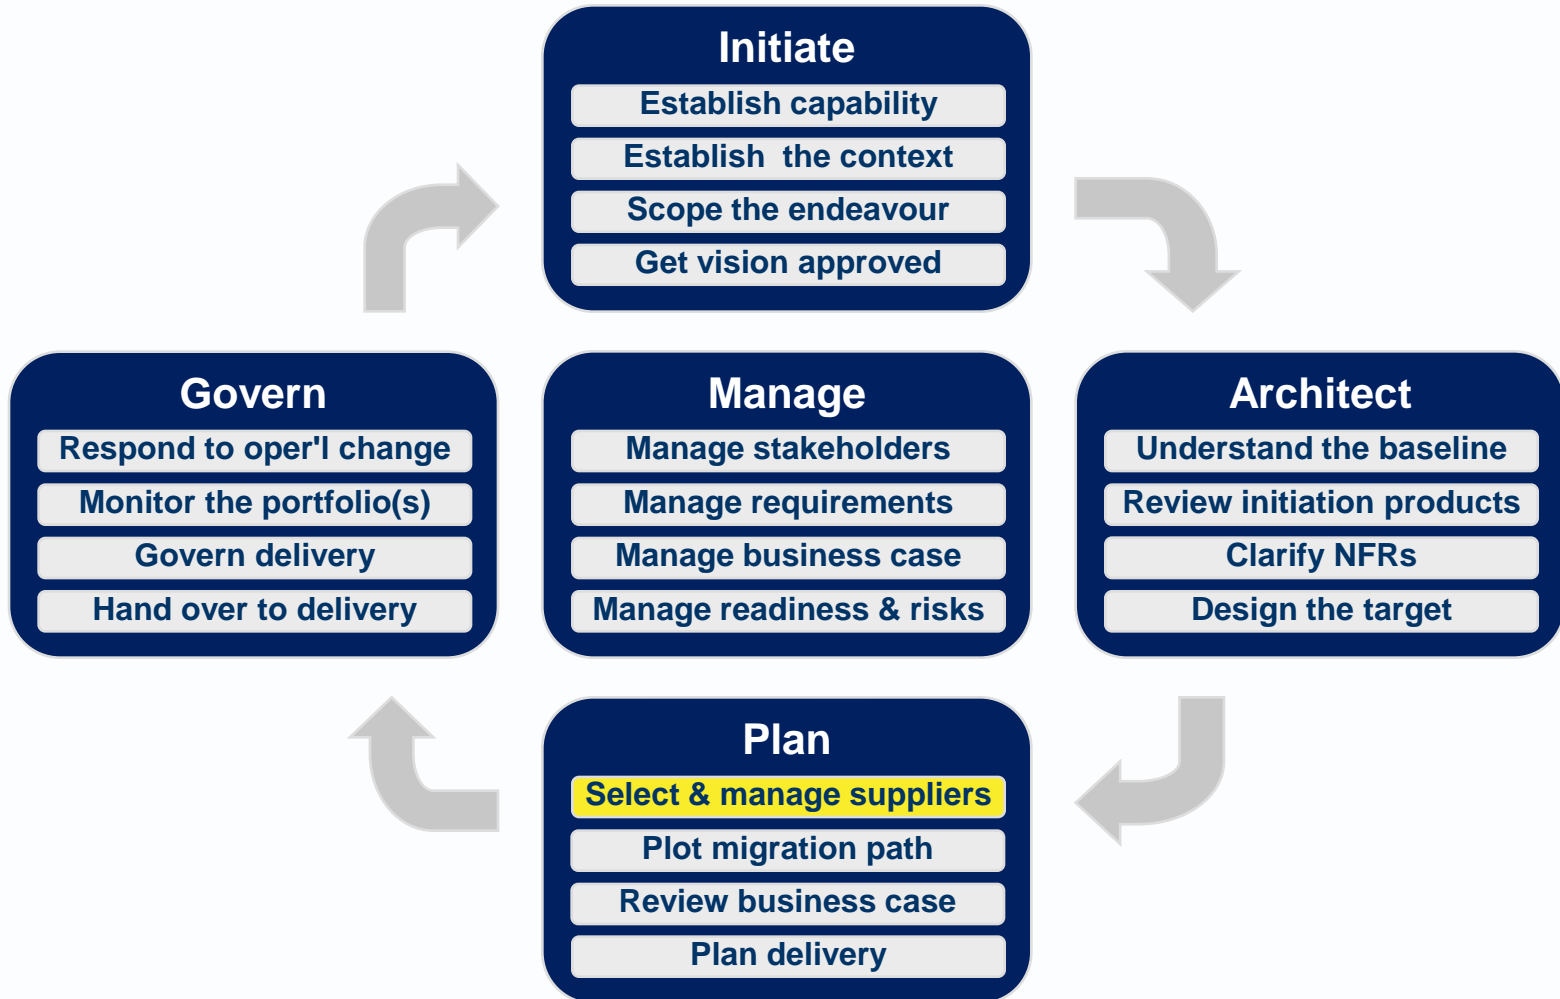 Initiate
Establish capability
Establish  the context
Scope the endeavour
Get vision approved
Govern
Respond to oper'l change
Monitor the portfolio(s)
Govern delivery
Hand over to delivery
Manage
Manage stakeholders
Manage requirements
Manage business case
Manage readiness & risks
Architect
Understand the baseline
Review initiation products
Clarify NFRs
Design the target
Plan
Select & manage suppliers
Plot migration path
Review business case
Plan delivery